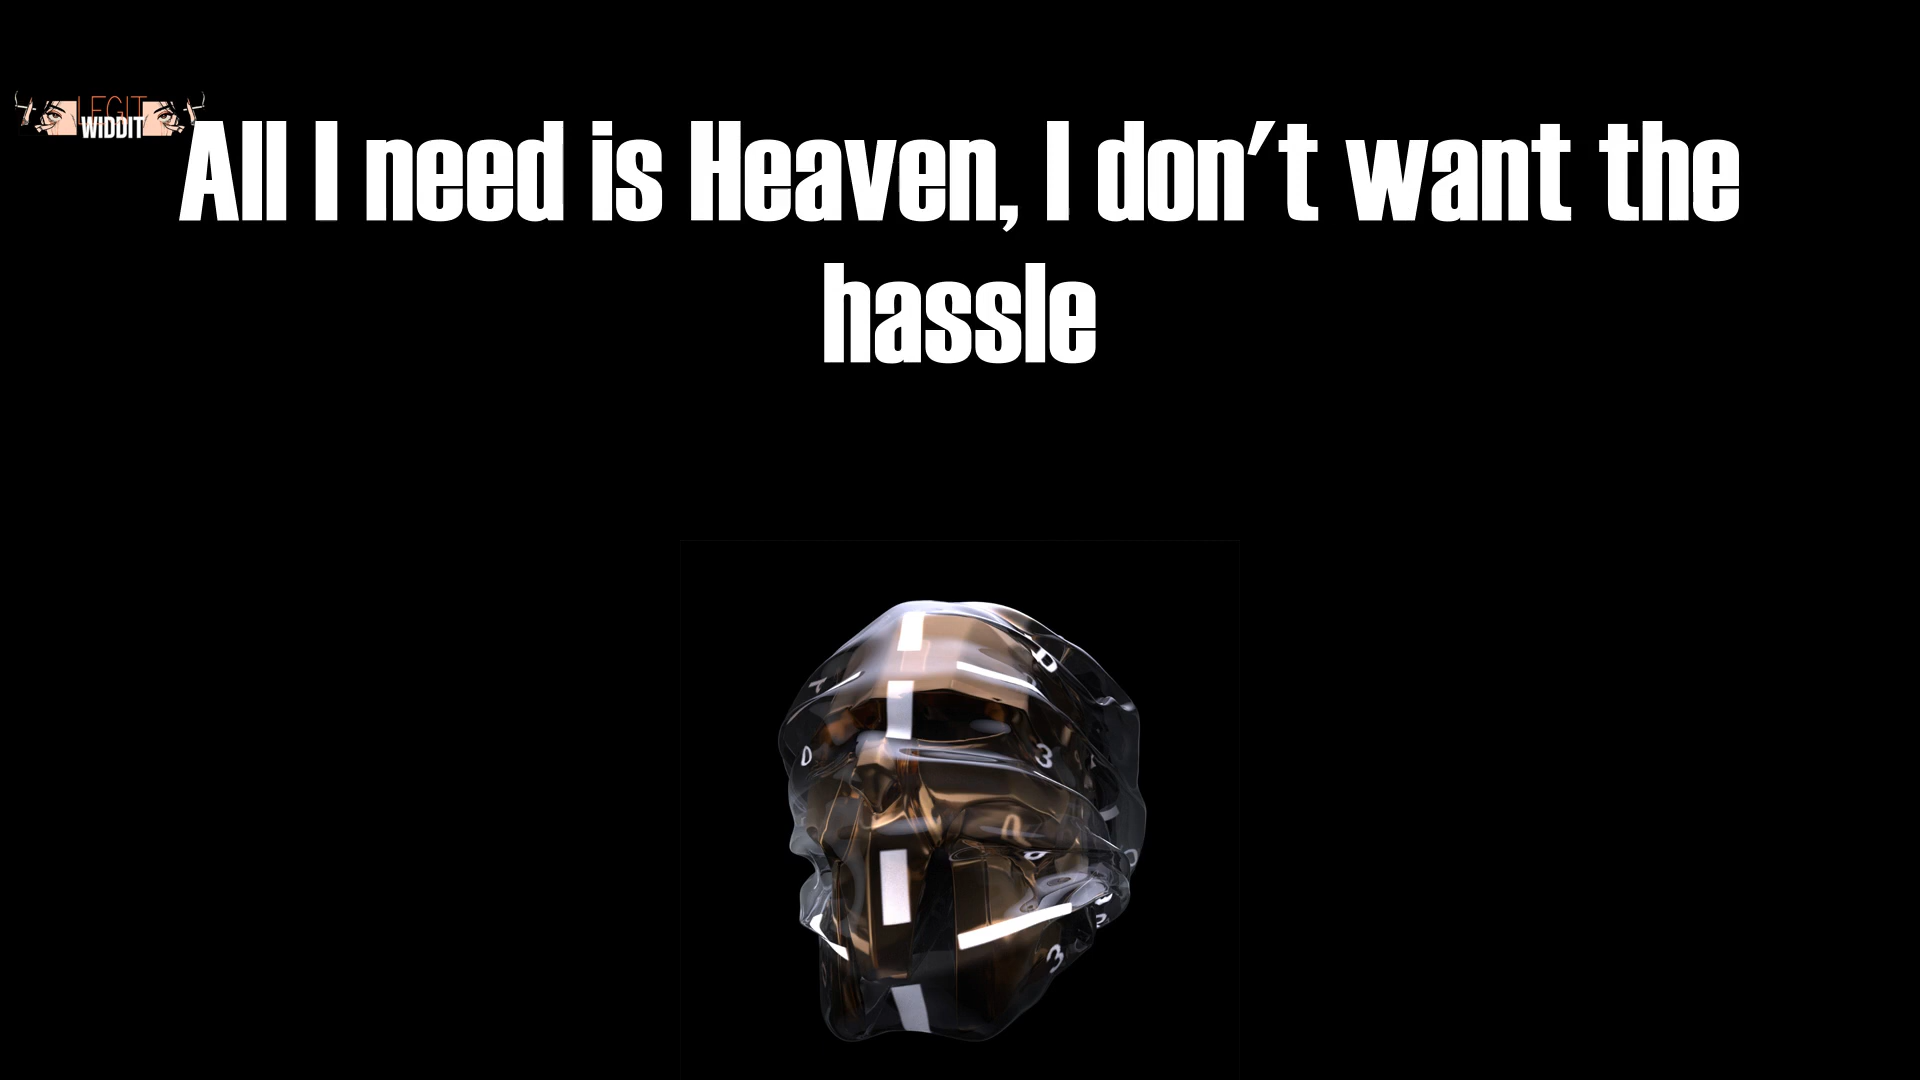 LEGIT
WIDDIT
All I need is Heaven, I don't want the
hassle